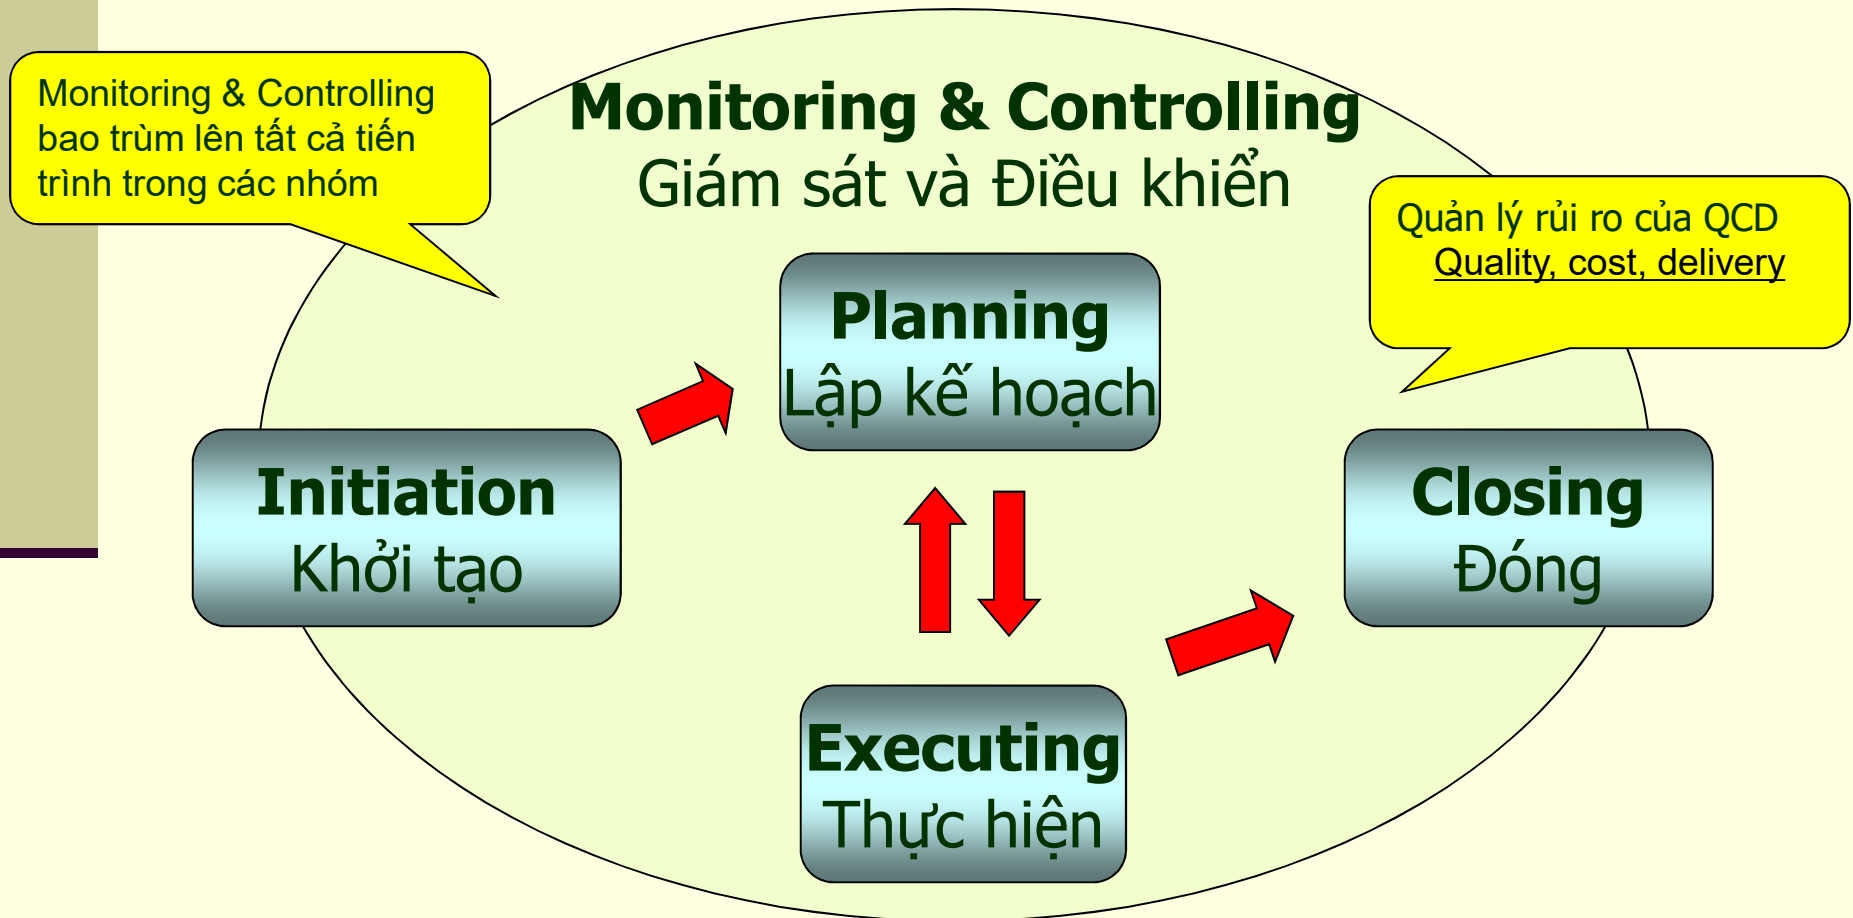 Monitoring & Controlling
bao trùm lên tất cả tiến
trình trong các nhóm
Monitoring & Controlling
Giám sát và Điều khiển
Quản lý rủi ro của QCD
Quality, cost, delivery
Planning
Lập kế hoạch
Initiation
Khởi tạo
Closing
Đóng
Executing
Thực hiện